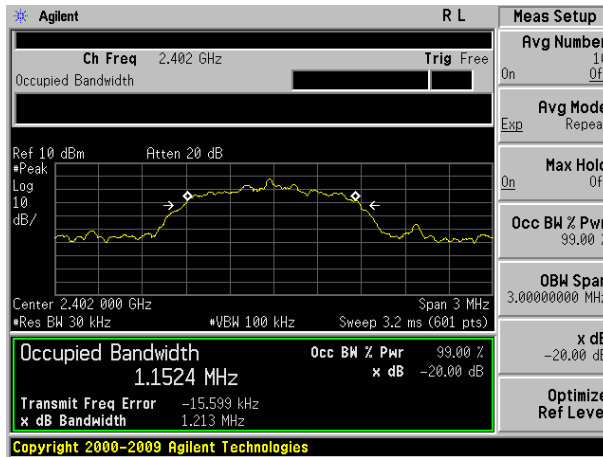 Agilent R L Meas Setup
Ch Freq 2.402 GHz Trig Free
Occupied Bandwidth
Avg Number
10
On Off
Avg Mode
Exp Repeat
Max Hold
On Off
Occ BW % Pwr
99.00 %
OBW Span
3.00000000 MHz
x dB
-20.00 dB
Optimize
Ref Level
Ref 10 dBm Atten 20 dB
#Peak
Log
10
dB/
Center 2.402 000 GHz Span 3 MHz
#Res BW 30 kHz #VBW 100 kHz Sweep 3.2 ms (601 pts)
Occupied Bandwidth Occ BW % Pwr 99.00 %
1.1524 MHz x dB -20.00 dB
Transmit Freq Error -15.599 kHz
x dB Bandwidth 1.213 MHz
Copyright 2000-2009 Agilent Technologies